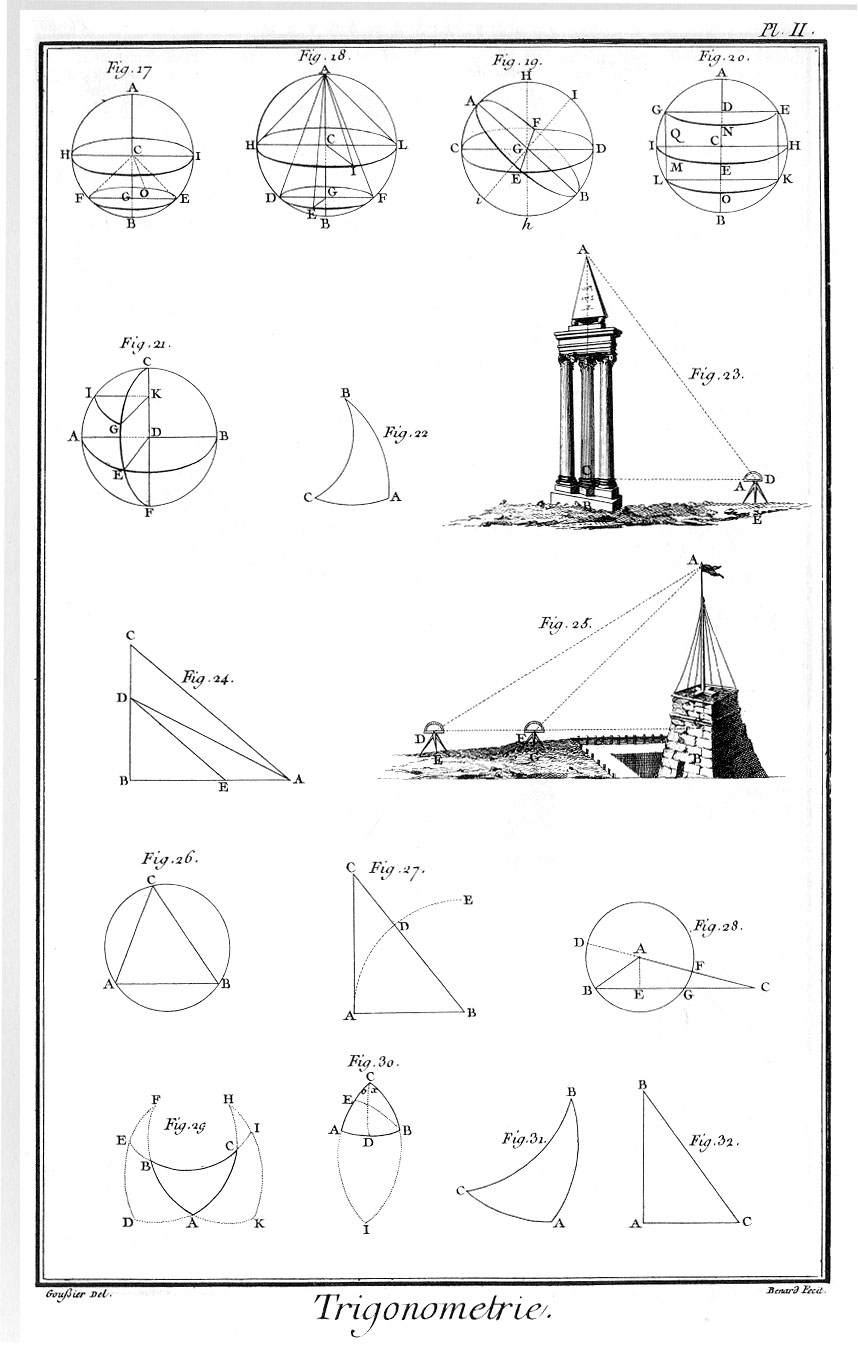 Pl. II.
Fig. 17
A
H
C
I
F
G
O
E
B
Fig. 18.
A
H
C
L
I
D
G
F
E
B
Fig. 19.
H
A
I
F
C
G
D
E
B
i
h
Fig. 20.
A
G
D
E
Q
N
I
C
H
M
E
L
K
O
B
Fig. 21.
C
I
K
G
A
D
B
E
F
B
Fig. 22
C
A
A
Fig. 23.
C
A
D
B
E
C
Fig. 24.
D
B
E
A
A
Fig. 25.
D
F
E
G
B
Fig. 26.
C
A
B
C
Fig. 27.
E
D
A
B
Fig. 28.
D
A
F
B
E
G
C
F
H
Fig. 29
E
I
B
C
D
A
K
Fig. 30.
C
E
A
B
D
I
B
Fig. 31.
C
A
B
Fig. 32.
A
C
Goußier Del.
Benard Fecit.
Trigonometrie.